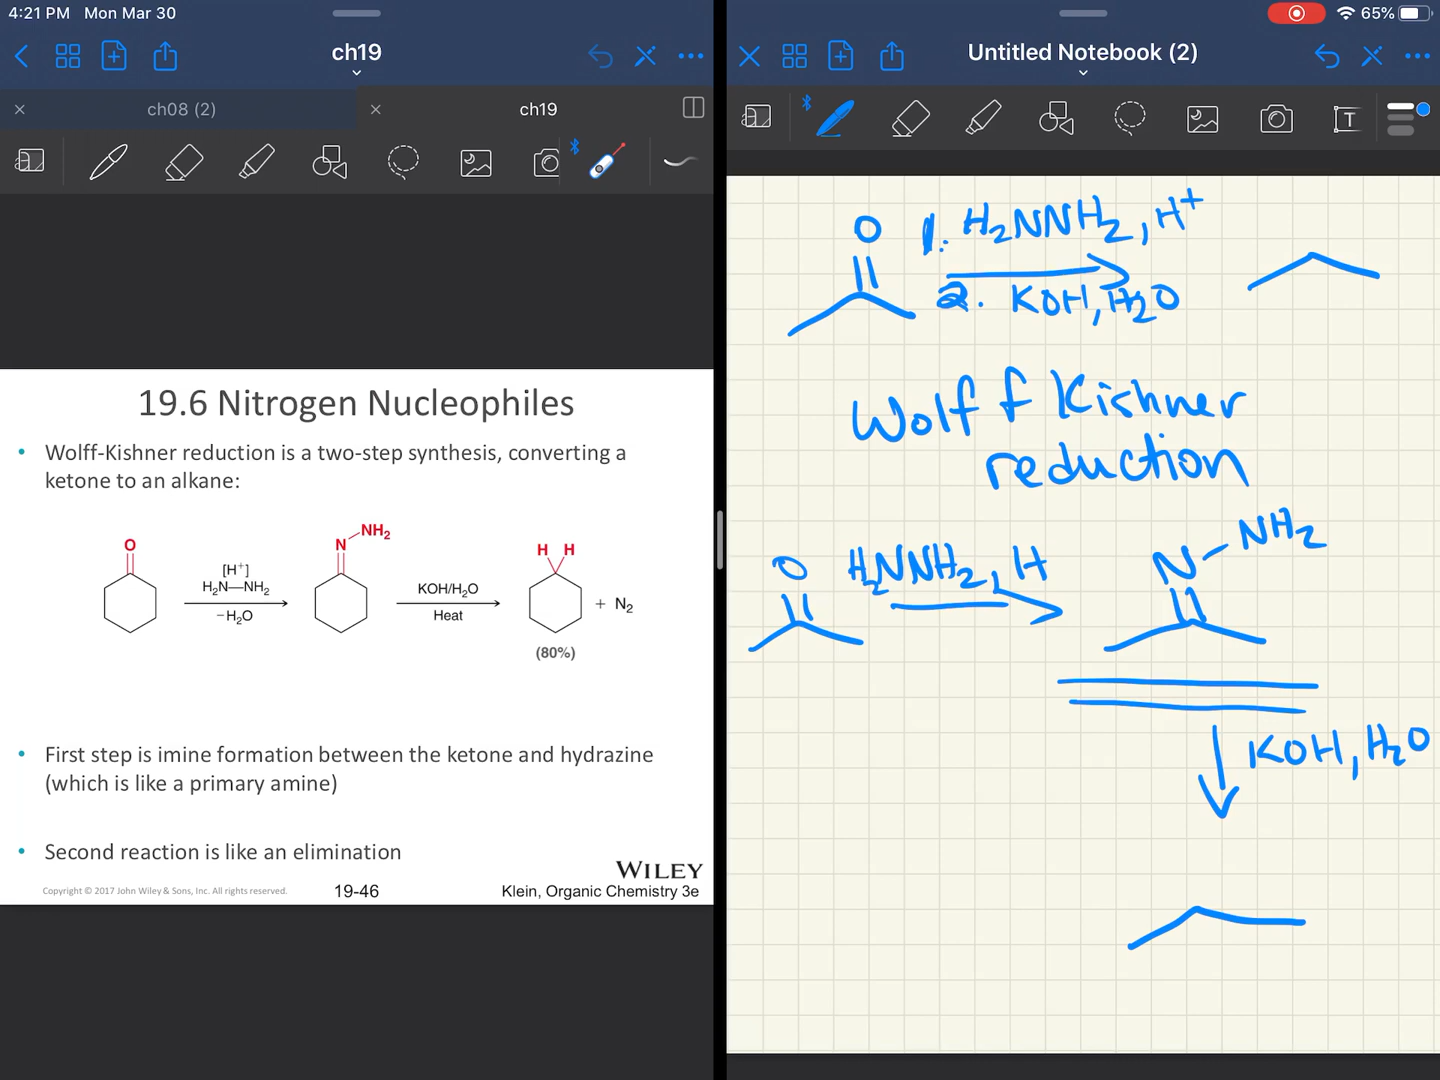 4:21 PM Mon Mar 30
65%
ch19
ch08 (2)
ch19
19.6 Nitrogen Nucleophiles
• Wolff-Kishner reduction is a two-step synthesis, converting a
ketone to an alkane:
O
[H⁺]
H₂N—NH₂
−H₂O
N
NH₂
KOH/H₂O
Heat
H H
+ N₂
(80%)
• First step is imine formation between the ketone and hydrazine
(which is like a primary amine)
• Second reaction is like an elimination
WILEY
Copyright © 2017 John Wiley & Sons, Inc. All rights reserved.
19-46
Klein, Organic Chemistry 3e
Untitled Notebook (2)
T
O
1. H₂NNH₂, H⁺
2. KOH, H₂O
Wolff Kishner
reduction
O
H₂NNH₂, H
N-NH₂
KOH, H₂O